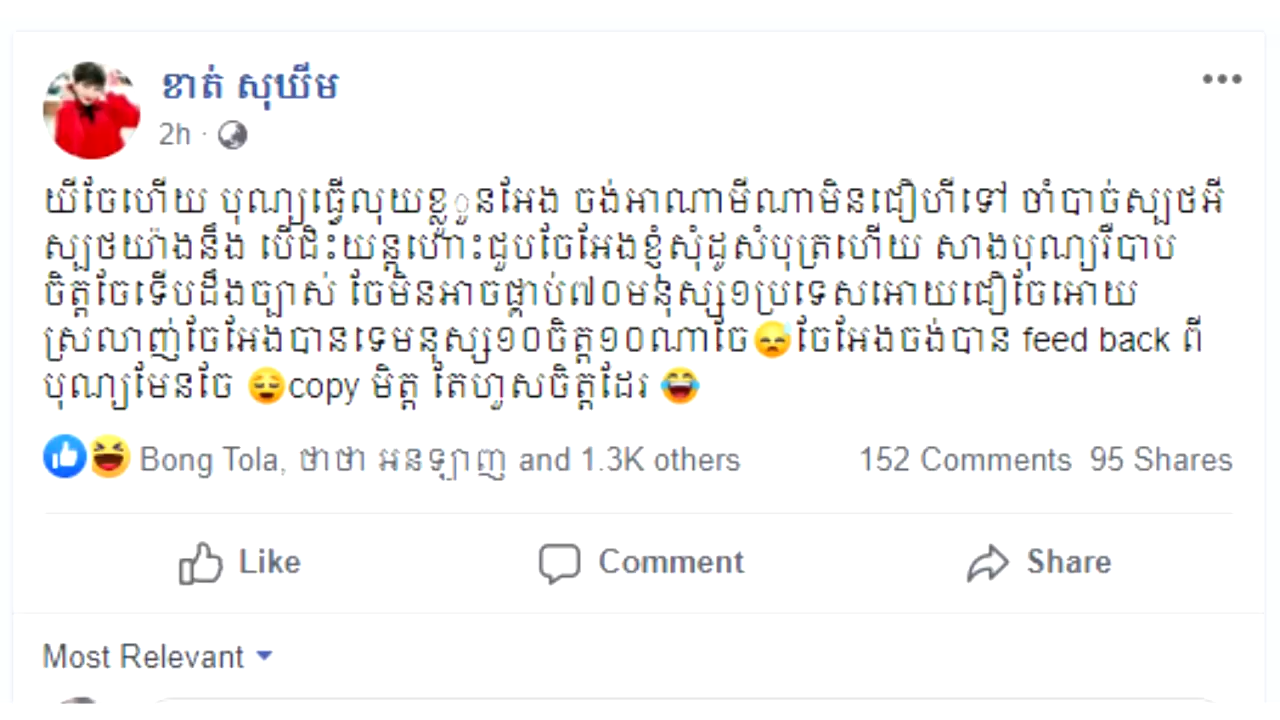 ខាត់ សុឃីម
2h ·
យីចែហើយ បុណ្យធ្វើលុយខ្លួូនអែង ចង់អាណាមីណាមិនជឿហីទៅ ចាំបាច់ស្បថអី
ស្បថយ៉ាងនឹង បើជិះយន្តហោះជួបចែអែងខ្ញុំសុំដូសំបុត្រហើយ សាងបុណ្យរឺបាប
ចិត្តចែទើបដឹងច្បាស់ ចែមិនអាចផ្គាប់៧០មនុស្ស១ប្រទេសអោយជឿចែអោយ
ស្រលាញ់ចែអែងបានទេមនុស្ស១០ចិត្ត១០ណាចែ😓ចែអែងចង់បាន feed back ពី
បុណ្យមែនចែ 😌copy មិត្ត តែហួសចិត្តដែរ 😂
Bong Tola, ថាថា អនឡាញ and 1.3K others 152 Comments 95 Shares
Like Comment Share
Most Relevant